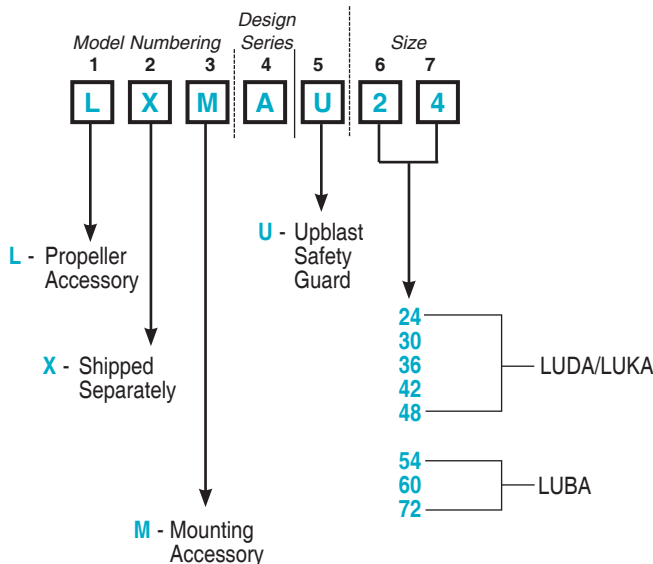 Design
Model Numbering Series Size
1 2 3 4 5 6 7
L X M A U 2 4
U - Upblast
Safety
Guard
L - Propeller
Accessory
24
30
36
42
48
LUDA/LUKA
X - Shipped
Separately
54
60
72
LUBA
M - Mounting
Accessory